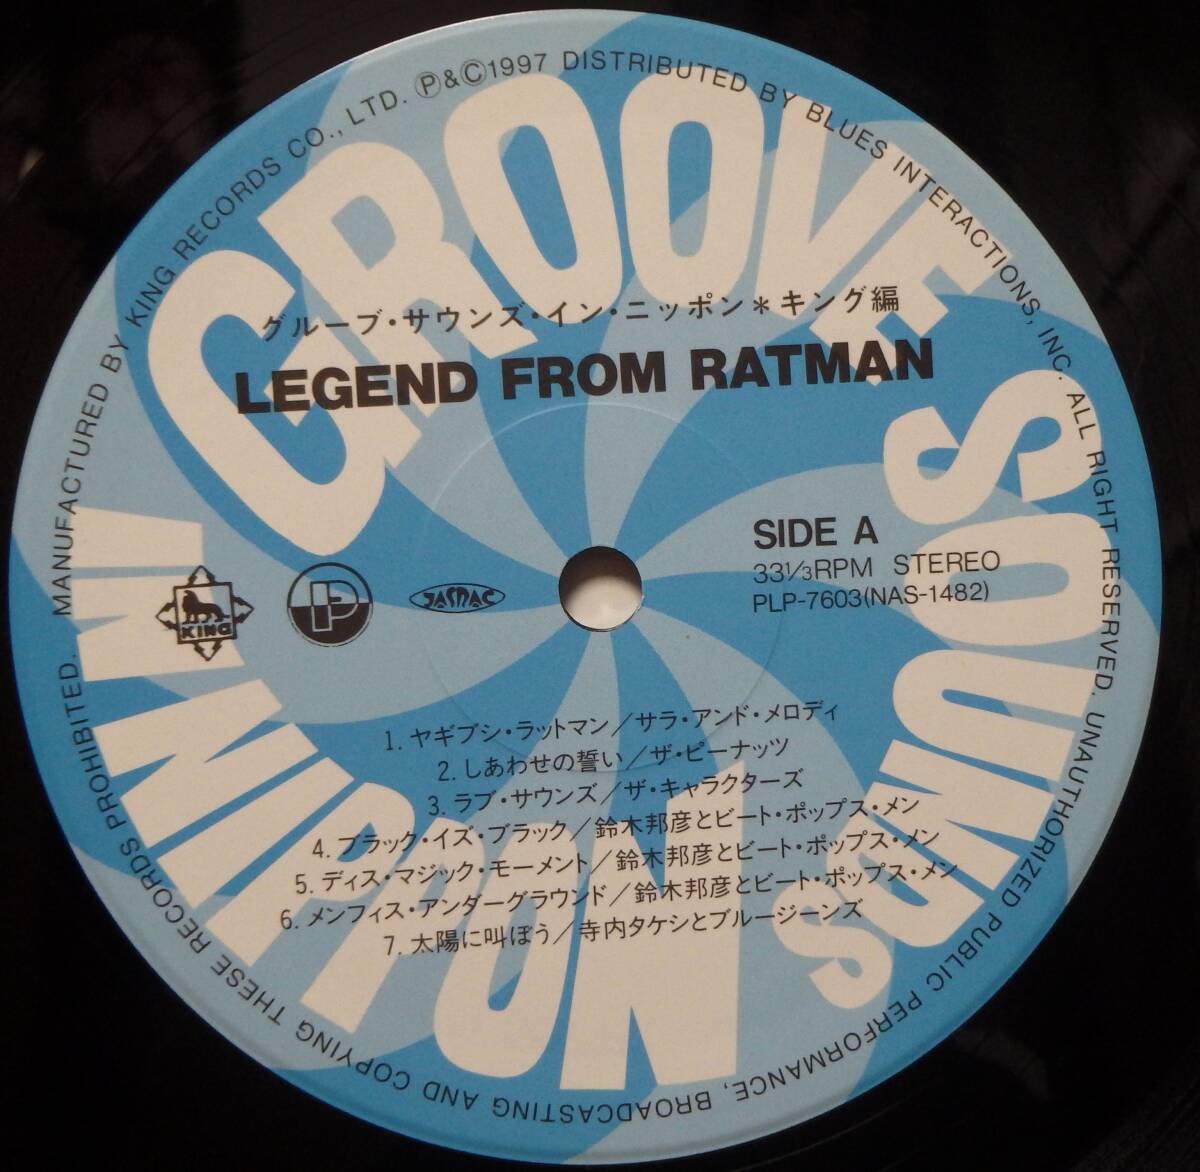 MANUFACTURED BY KING RECORDS CO., LTD. Ⓟ&©1997 DISTRIBUTED BY BLUES INTERACTIONS, INC. ALL RIGHT RESERVED. UNAUTHORIZED PUBLIC PERFORMANCE, BROADCASTING AND COPYING THESE RECORDS PROHIBITED.
GROOVE SOUNDS
IN NIPPON
グルーブ・サウンズ・イン・ニッポン＊キング編
LEGEND FROM RATMAN
SIDE A
33⅓RPM STEREO
PLP-7603(NAS-1482)
KING
P
JASRAC
1. ヤギブシ・ラットマン／サラ・アンド・メロディ
2. しあわせの誓い／ザ・ピーナッツ
3. ラブ・サウンズ／ザ・キャラクターズ
4. ブラック・イズ・ブラック／鈴木邦彦とビート・ポップス・メン
5. ディス・マジック・モーメント／鈴木邦彦とビート・ポップス・メン
6. メンフィス・アンダーグラウンド／鈴木邦彦とビート・ポップス・メン
7. 太陽に叫ぼう／寺内タケシとブルージーンズ